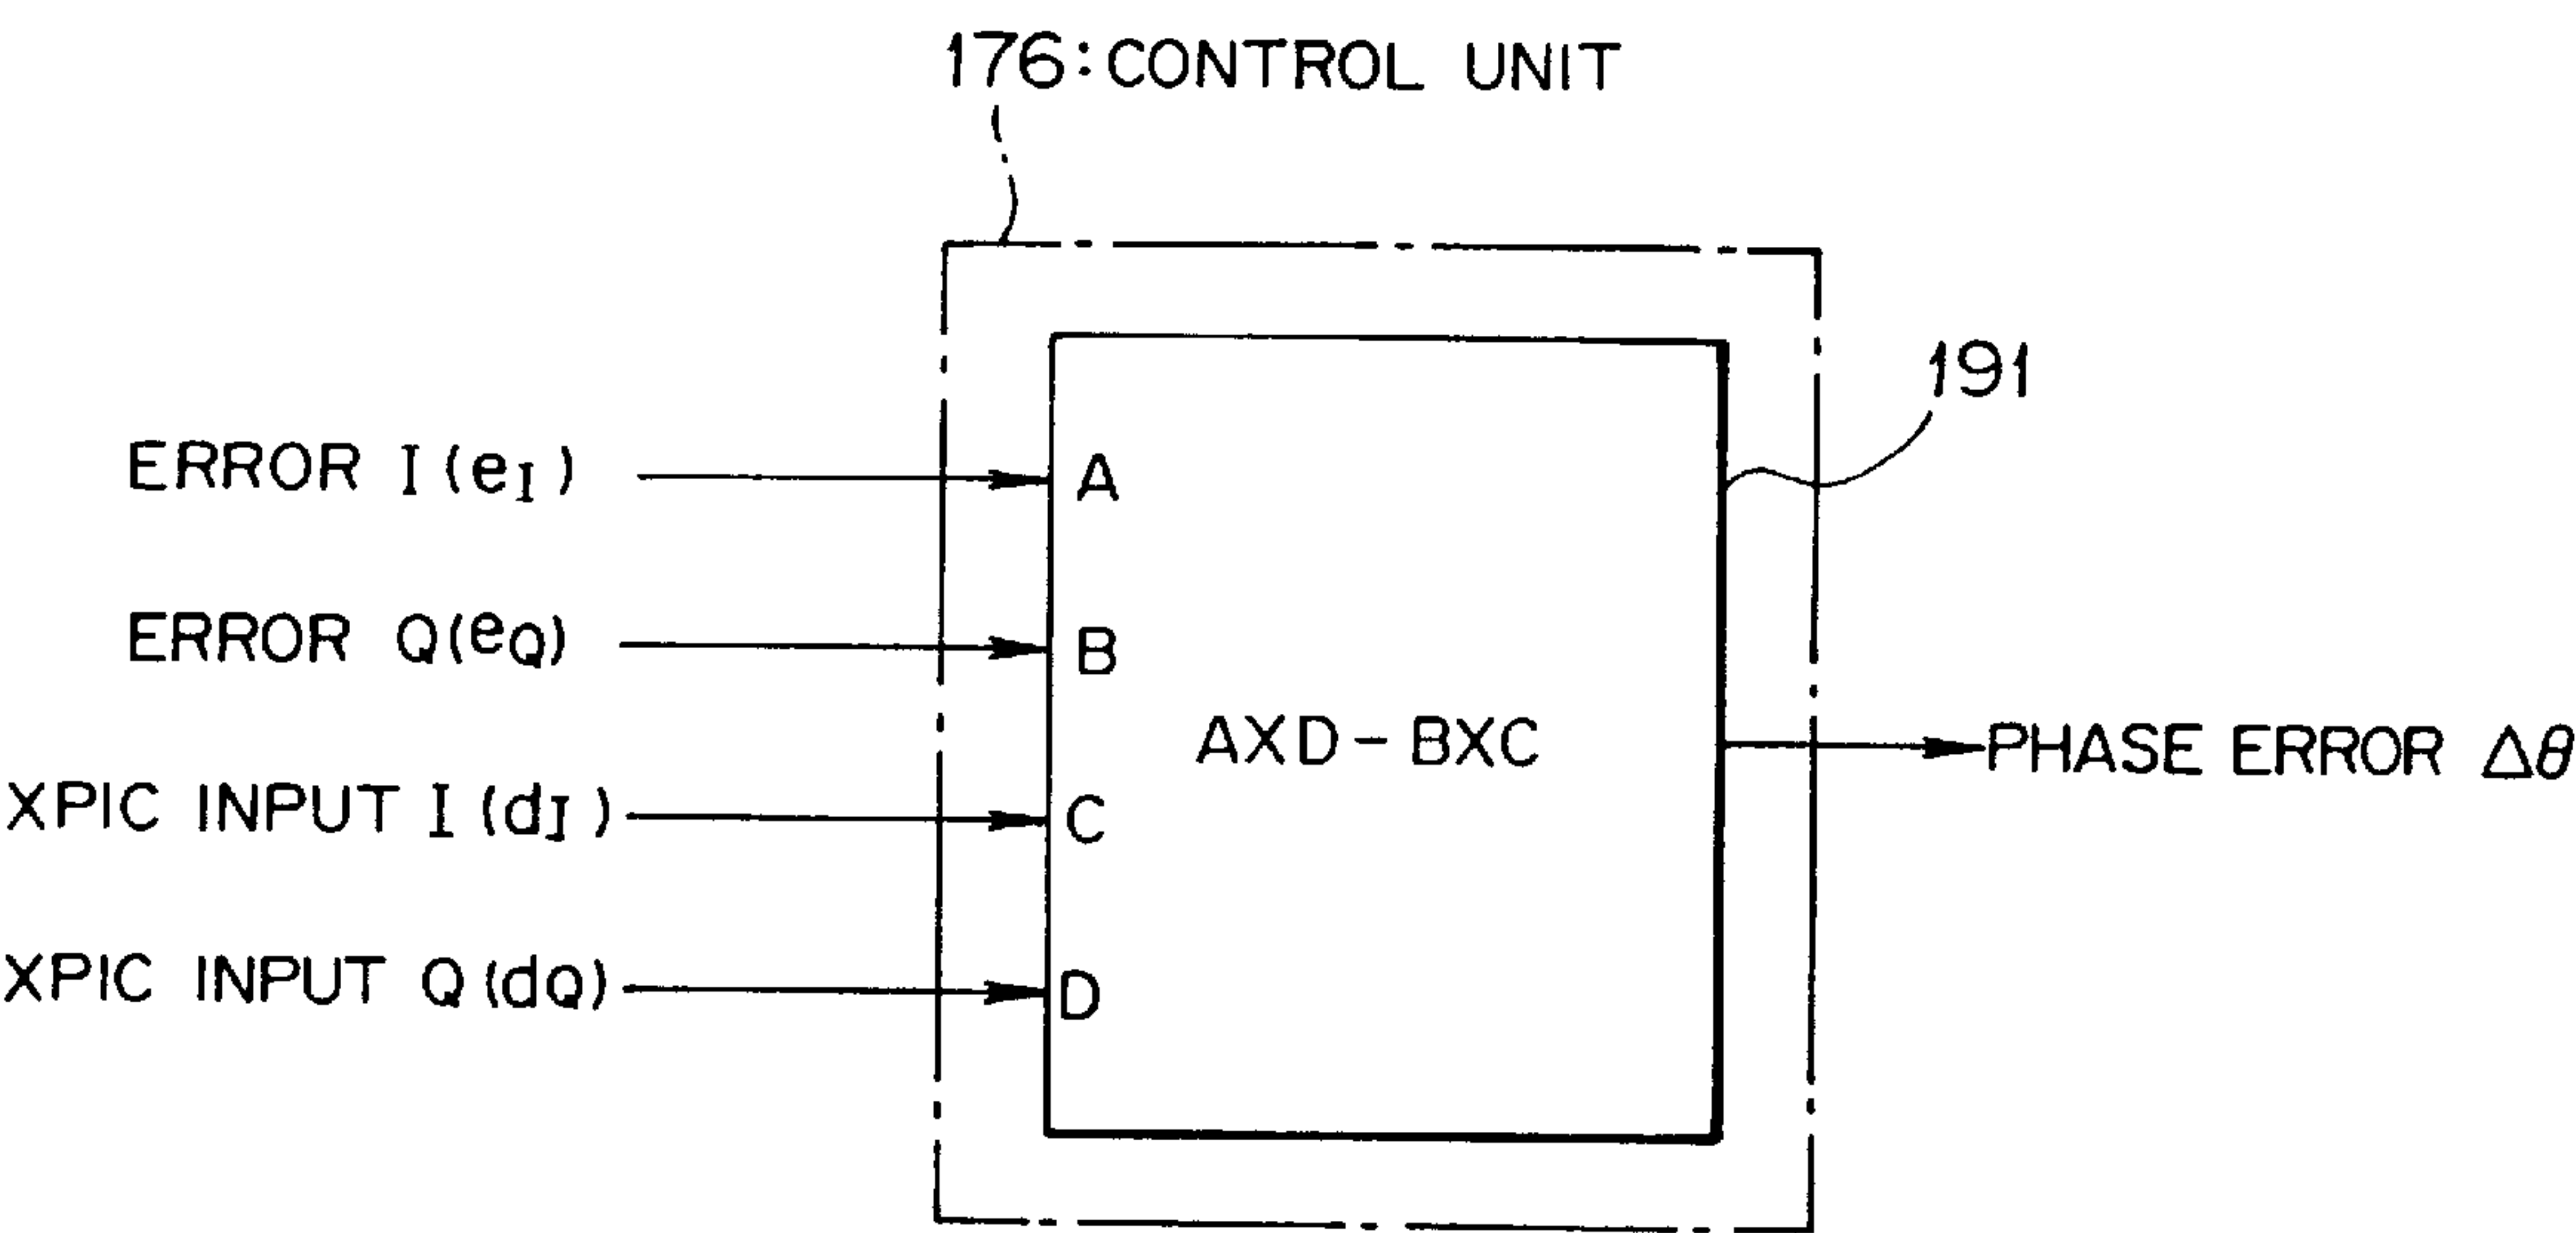 176:CONTROL UNIT
191
ERROR I (eI) A
ERROR Q(eQ) B
AXD-BXC
PHASE ERROR Δθ
XPIC INPUT I (dI) C
XPIC INPUT Q (dQ) D